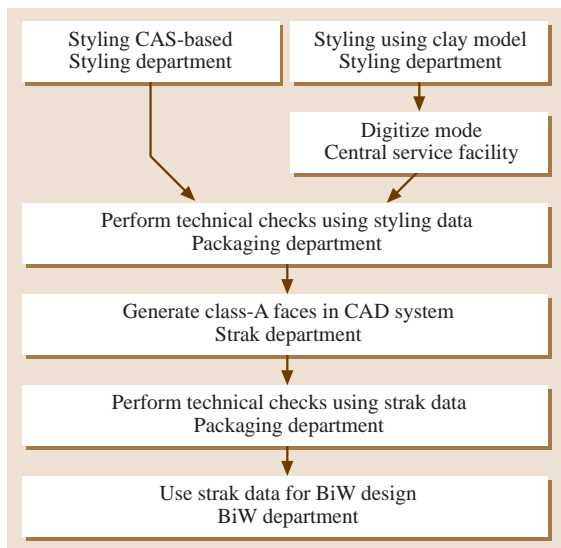 Styling CAS-based
Styling department
Styling using clay model
Styling department
Digitize mode
Central service facility
Perform technical checks using styling data
Packaging department
Generate class-A faces in CAD system
Strak department
Perform technical checks using strak data
Packaging department
Use strak data for BiW design
BiW department